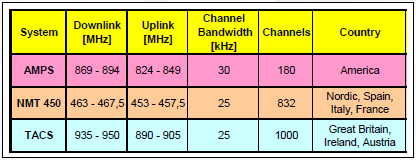 System Downlink [MHz] Uplink [MHz] Channel Bandwidth [kHz] Channels Country
AMPS 869 - 894 824 - 849 30 180 America
NMT 450 463 - 467,5 453 - 457,5 25 832 Nordic, Spain, Italy, France
TACS 935 - 950 890 - 905 25 1000 Great Britain, Ireland, Austria